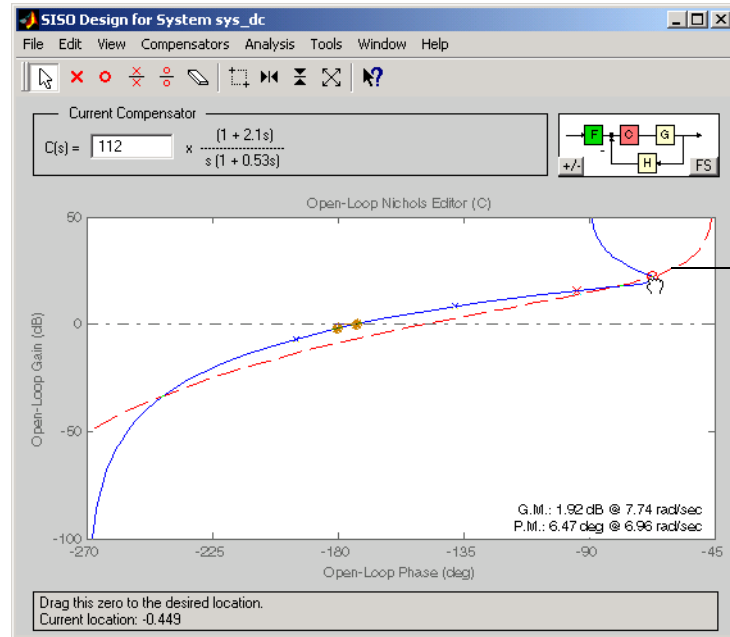 SISO Design for System sys_dc
File Edit View Compensators Analysis Tools Window Help
Current Compensator
C(s) = 112 x (1 + 2.1s)
s (1 + 0.53s)
F C G
H
+/- FS
Open-Loop Nichols Editor (C)
50
0
-50
-100
Open-Loop Gain (dB)
G.M.: 1.92 dB @ 7.74 rad/sec
P.M.: 6.47 deg @ 6.96 rad/sec
-270 -225 -180 -135 -90 -45
Open-Loop Phase (deg)
Drag this zero to the desired location.
Current location: -0.449